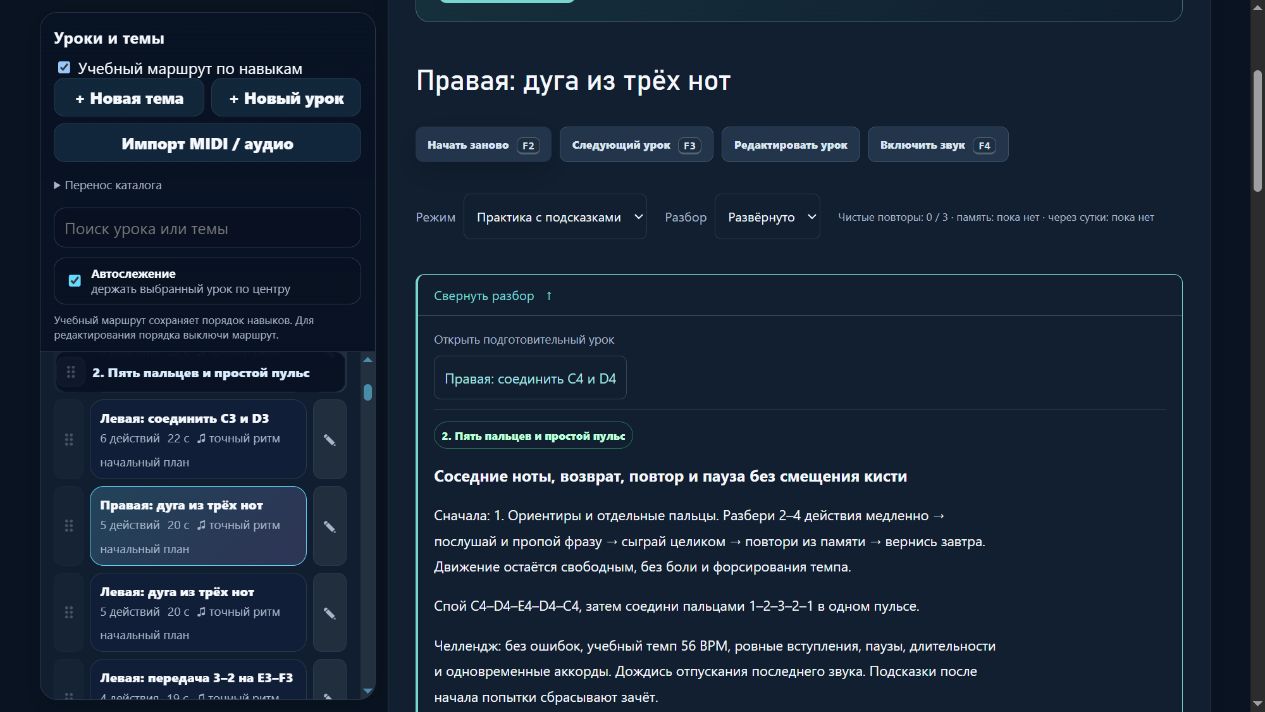 Уроки и темы
Учебный маршрут по навыкам
+ Новая тема
+ Новый урок
Импорт MIDI / аудио
Перенос каталога
Поиск урока или темы
Автослежение
держать выбранный урок по центру
Учебный маршрут сохраняет порядок навыков. Для
редактирования порядка выключи маршрут.
2. Пять пальцев и простой пульс
Левая: соединить C3 и D3
6 действий 22 с ♫ точный ритм
начальный план
Правая: дуга из трёх нот
5 действий 20 с ♫ точный ритм
начальный план
Левая: дуга из трёх нот
5 действий 20 с ♫ точный ритм
начальный план
Левая: передача 3–2 на E3–F3
4 действия 19 с ♫ точный ритм
Правая: дуга из трёх нот
Начать заново F2
Следующий урок F3
Редактировать урок
Включить звук F4
Режим
Практика с подсказками
Разбор
Развёрнуто
Чистые повторы: 0 / 3 · память: пока нет · через сутки: пока нет
Свернуть разбор ↑
Открыть подготовительный урок
Правая: соединить C4 и D4
2. Пять пальцев и простой пульс
Соседние ноты, возврат, повтор и пауза без смещения кисти
Сначала: 1. Ориентиры и отдельные пальцы. Разбери 2–4 действия медленно →
послушай и пропой фразу → сыграй целиком → повтори из памяти → вернись завтра.
Движение остаётся свободным, без боли и форсирования темпа.
Спой C4–D4–E4–D4–C4, затем соедини пальцами 1–2–3–2–1 в одном пульсе.
Челлендж: без ошибок, учебный темп 56 BPM, ровные вступления, паузы, длительности
и одновременные аккорды. Дождись отпускания последнего звука. Подсказки после
начала попытки сбрасывают зачёт.